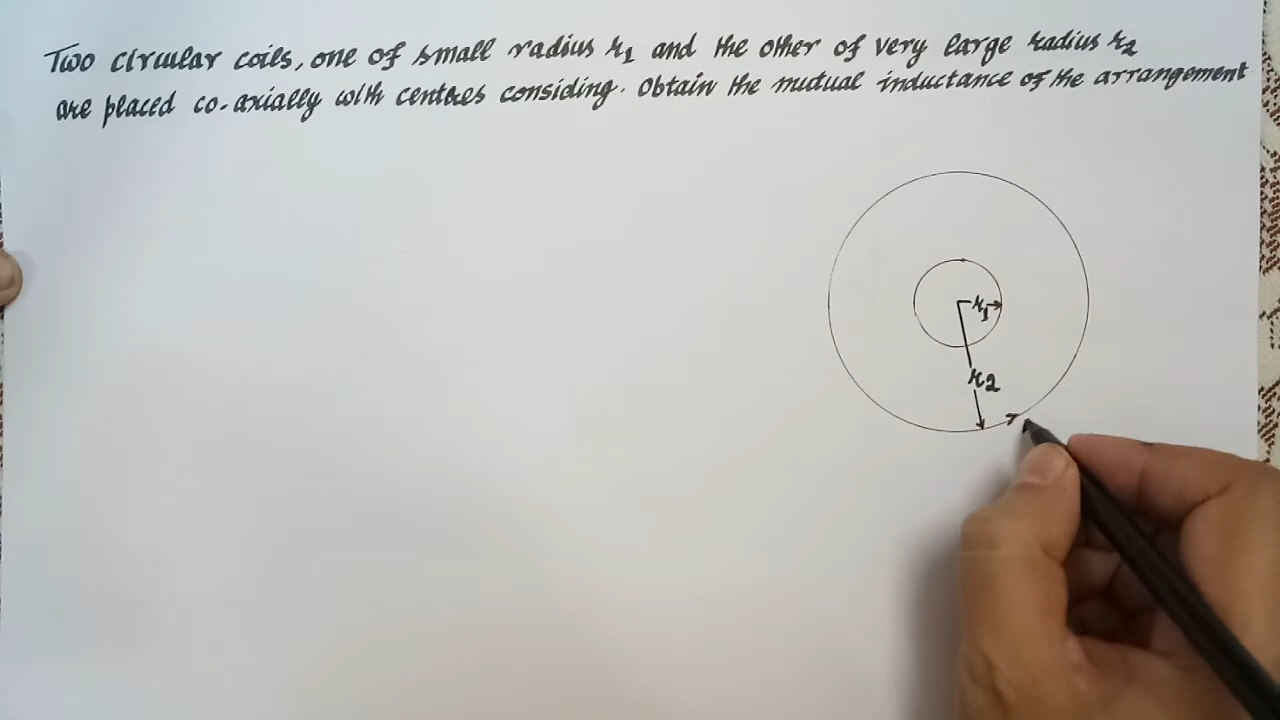 Two circular coils, one of small radius r1 and the other of very large radius r2
are placed co-axially with centres considing. Obtain the mutual inductance of the arrangement
r1
r2